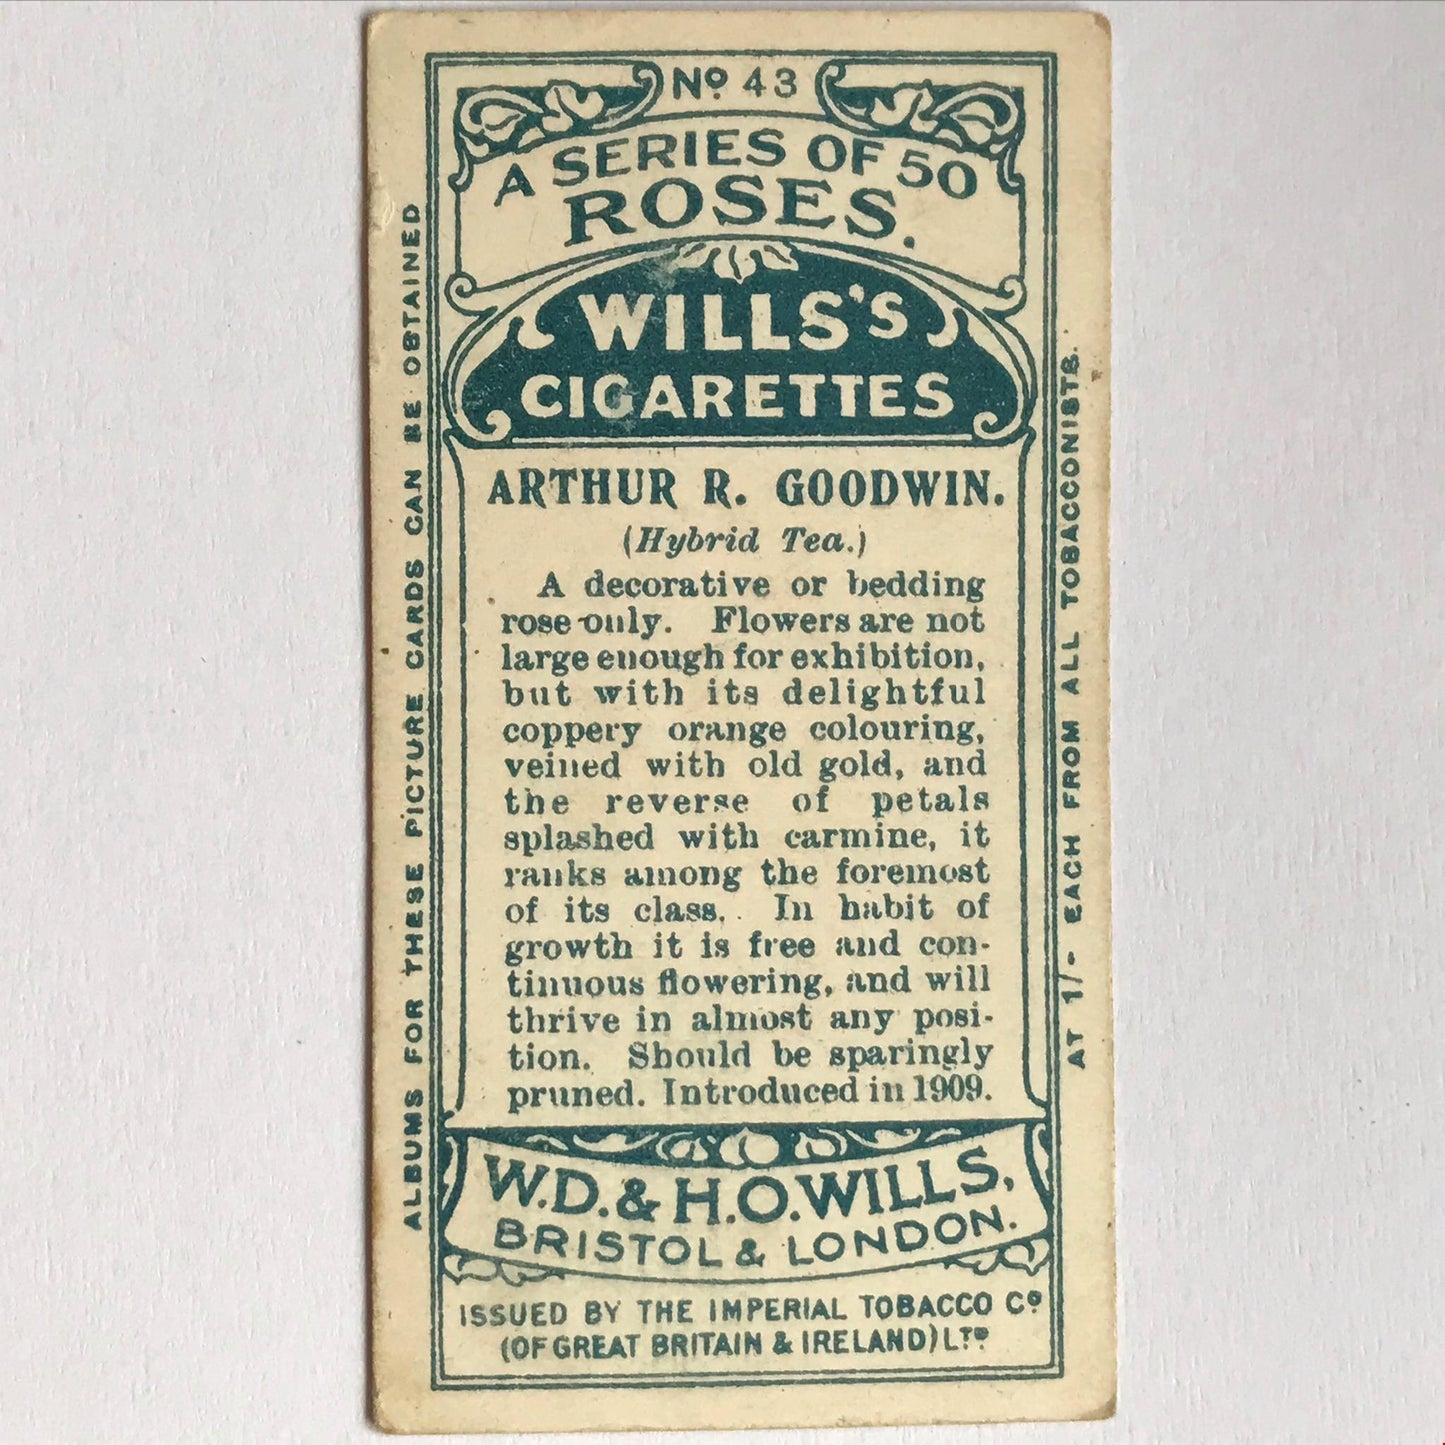 No. 43
A SERIES OF 50
ROSES.
WILLS'S
CIGARETTES
ARTHUR R. GOODWIN.
(Hybrid Tea.)
A decorative or bedding
rose only. Flowers are not
large enough for exhibition,
but with its delightful
coppery orange colouring,
veined with old gold, and
the reverse of petals
splashed with carmine, it
ranks among the foremost
of its class. In habit of
growth it is free and con-
tinuous flowering, and will
thrive in almost any posi-
tion. Should be sparingly
pruned. Introduced in 1909.
W.D. & H.O. WILLS,
BRISTOL & LONDON.
ISSUED BY THE IMPERIAL TOBACCO Co.
(OF GREAT BRITAIN & IRELAND) LTD.
ALBUMS FOR THESE PICTURE CARDS CAN BE OBTAINED
AT 1/- EACH FROM ALL TOBACCONISTS.